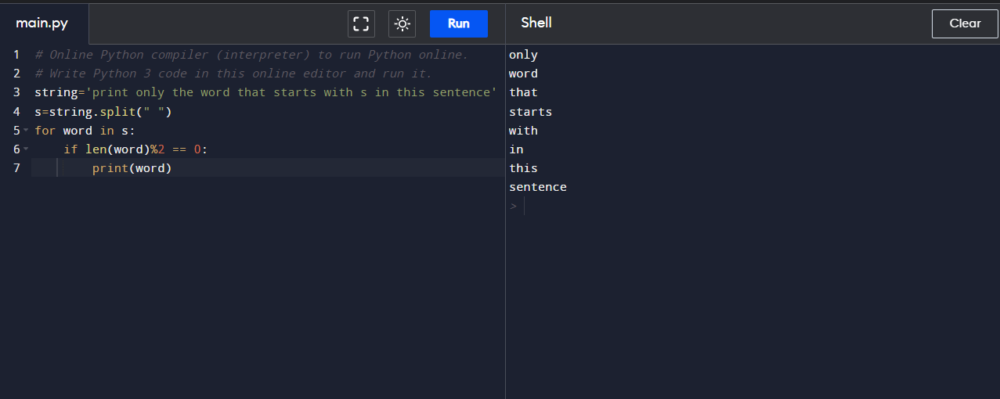 main.py
Run
Shell
Clear
1 # Online Python compiler (interpreter) to run Python online.
2 # Write Python 3 code in this online editor and run it.
3 string='print only the word that starts with s in this sentence'
4 s=string.split(" ")
5 for word in s:
6     if len(word)%2 == 0:
7         print(word)
only
word
that
starts
with
in
this
sentence
>